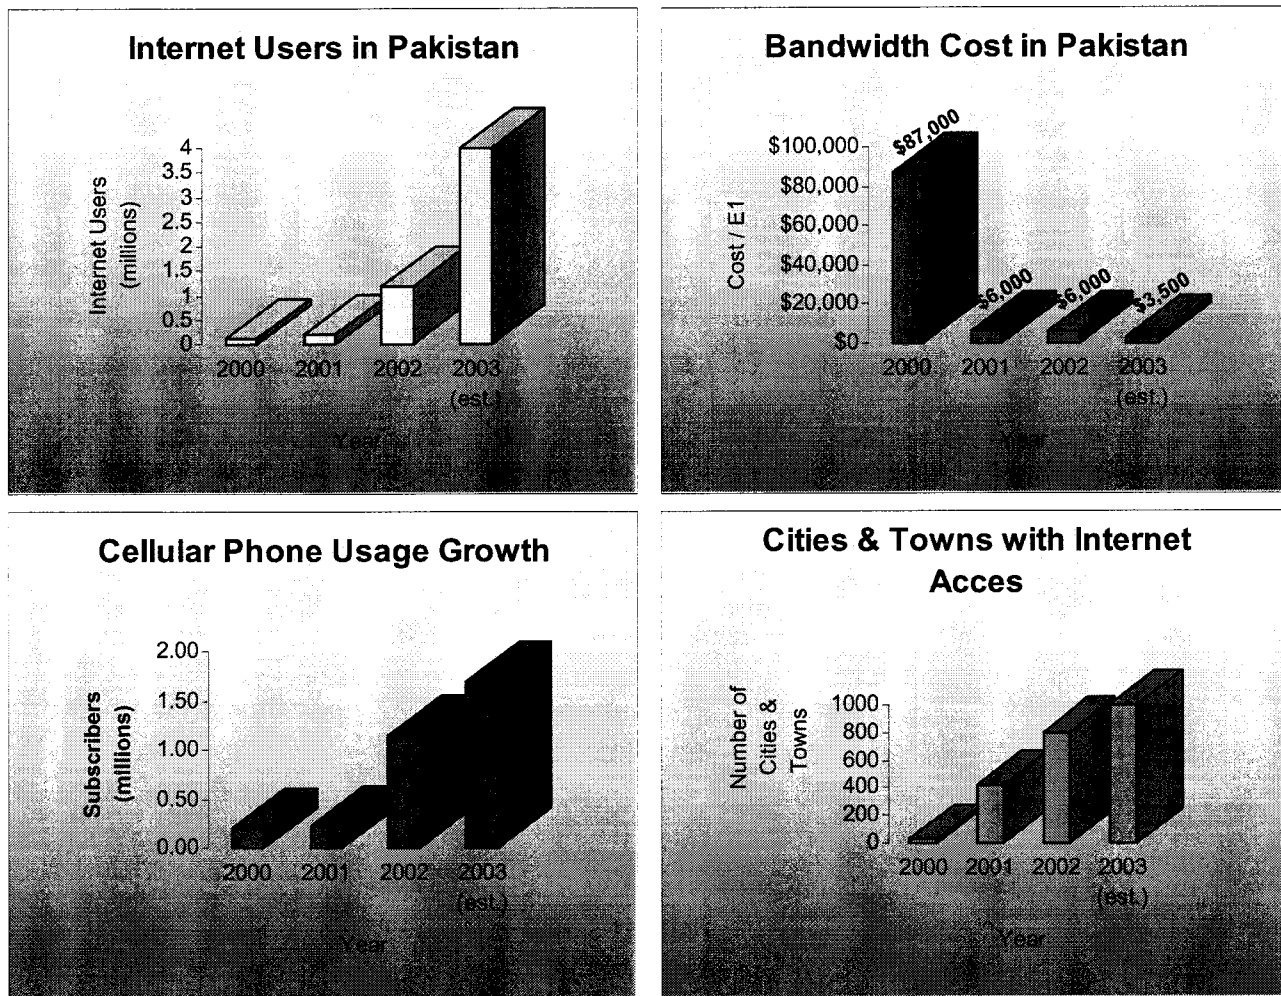 Internet Users in Pakistan
Internet Users
(millions)
4
3.5
3
2.5
2
1.5
1
0.5
0
2000 2001 2002 2003
(est.)
Year
Bandwidth Cost in Pakistan
Cost / E1
$100,000
$80,000
$60,000
$40,000
$20,000
$0
$87,000
$6,000
$6,000
$3,500
2000 2001 2002 2003
(est.)
Year
Cellular Phone Usage Growth
Subscribers
(millions)
2.00
1.50
1.00
0.50
0.00
2000 2001 2002 2003
(est.)
Year
Cities & Towns with Internet
Acces
Number of
Cities &
Towns
1000
800
600
400
200
0
2000 2001 2002 2003
(est.)
Year